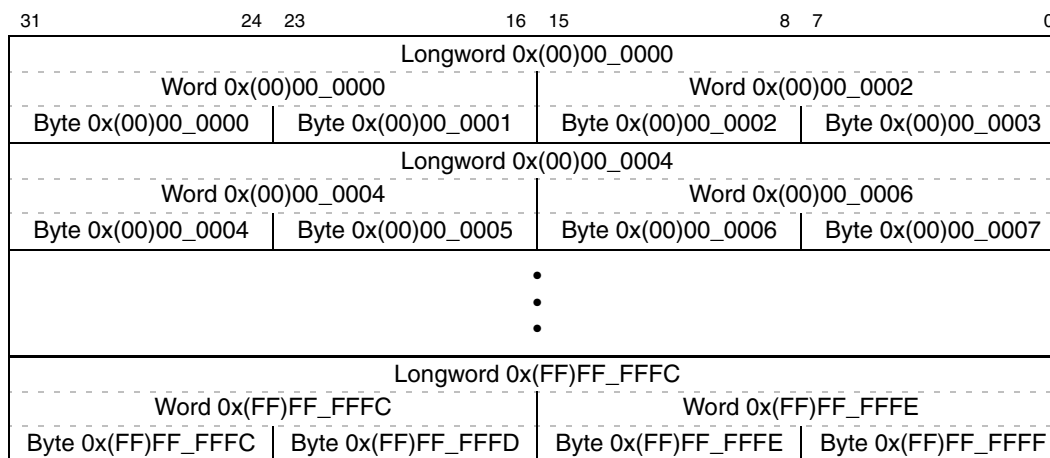 31 24 23 16 15 8 7 0
Longword 0x(00)00_0000
Word 0x(00)00_0000 Word 0x(00)00_0002
Byte 0x(00)00_0000 Byte 0x(00)00_0001 Byte 0x(00)00_0002 Byte 0x(00)00_0003
Longword 0x(00)00_0004
Word 0x(00)00_0004 Word 0x(00)00_0006
Byte 0x(00)00_0004 Byte 0x(00)00_0005 Byte 0x(00)00_0006 Byte 0x(00)00_0007
Longword 0x(FF)FF_FFFC
Word 0x(FF)FF_FFFC Word 0x(FF)FF_FFFE
Byte 0x(FF)FF_FFFC Byte 0x(FF)FF_FFFD Byte 0x(FF)FF_FFFE Byte 0x(FF)FF_FFFF